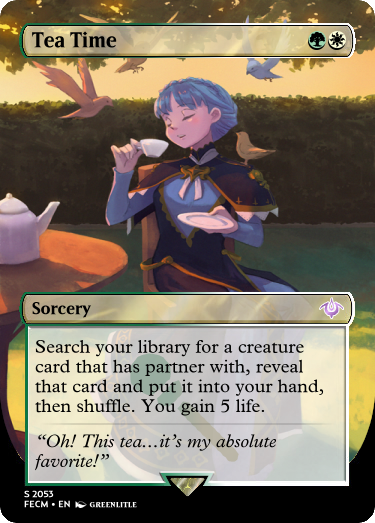 Tea Time
Sorcery
Search your library for a creature
card that has partner with, reveal
that card and put it into your hand,
then shuffle. You gain 5 life.
“Oh! This tea…it’s my absolute
favorite!”
S 2053
FECM • EN GREENLITLE